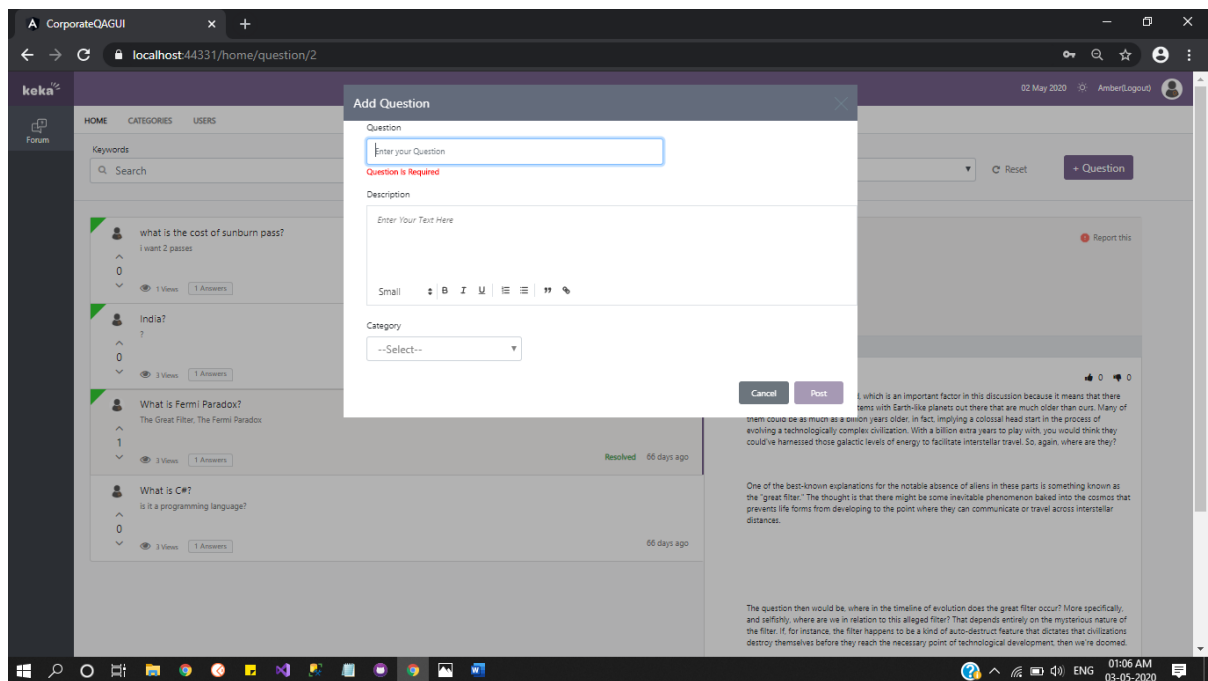 CorporateQAGUI
localhost:44331/home/question/2
keka
02 May 2020
Amber(Logout)
Forum
HOME CATEGORIES USERS
Keywords
Search
Reset
+ Question
Add Question
Question
Enter your Question
Question Is Required
Description
Enter Your Text Here
Small B I U
Category
--Select--
Cancel Post
what is the cost of sunburn pass?
i want 2 passes
0
1 Views 1 Answers
India?
?
0
3 Views 1 Answers
What is Fermi Paradox?
The Great Filter, The Fermi Paradox
1
3 Views 1 Answers
Resolved 66 days ago
What is C#?
is it a programming language?
0
3 Views 1 Answers
66 days ago
Report this
0 0
, which is an important factor in this discussion because it means that there
tems with Earth-like planets out there that are much older than ours. Many of
them could be as much as a billion years older, in fact, implying a colossal head start in the process of
evolving a technologically complex civilization. With a billion extra years to play with, you would think they
could've harnessed those galactic levels of energy to facilitate interstellar travel. So, again, where are they?
One of the best-known explanations for the notable absence of aliens in these parts is something known as
the "great filter." The thought is that there might be some inevitable phenomenon baked into the cosmos that
prevents life forms from developing to the point where they can communicate or travel across interstellar
distances.
The question then would be, where in the timeline of evolution does the great filter occur? More specifically,
and selfishly, where are we in relation to this alleged filter? That depends entirely on the mysterious nature of
the filter. If, for instance, the filter happens to be a kind of auto-destruct feature that dictates that civilizations
destroy themselves before they reach the necessary point of technological development, then we're doomed.
ENG
01:06 AM
03-05-2020